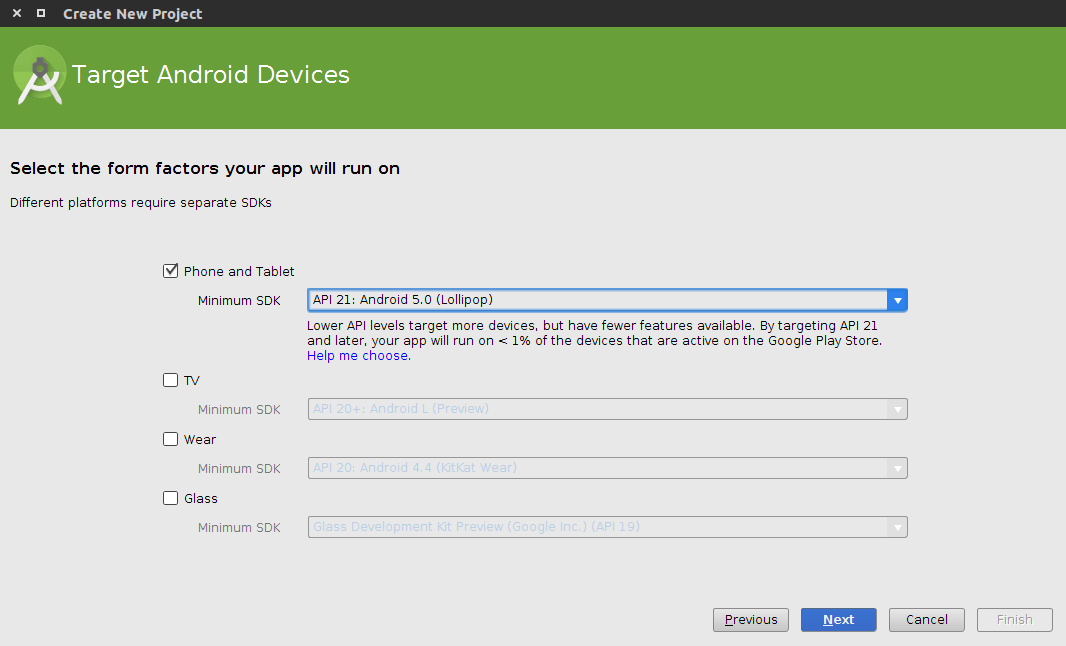 Create New Project
Target Android Devices
Select the form factors your app will run on
Different platforms require separate SDKs
Phone and Tablet
Minimum SDK API 21: Android 5.0 (Lollipop)
Lower API levels target more devices, but have fewer features available. By targeting API 21
and later, your app will run on < 1% of the devices that are active on the Google Play Store.
Help me choose.
TV
Minimum SDK API 20+: Android L (Preview)
Wear
Minimum SDK API 20: Android 4.4 (KitKat Wear)
Glass
Minimum SDK Glass Development Kit Preview (Google Inc.) (API 19)
Previous Next Cancel Finish